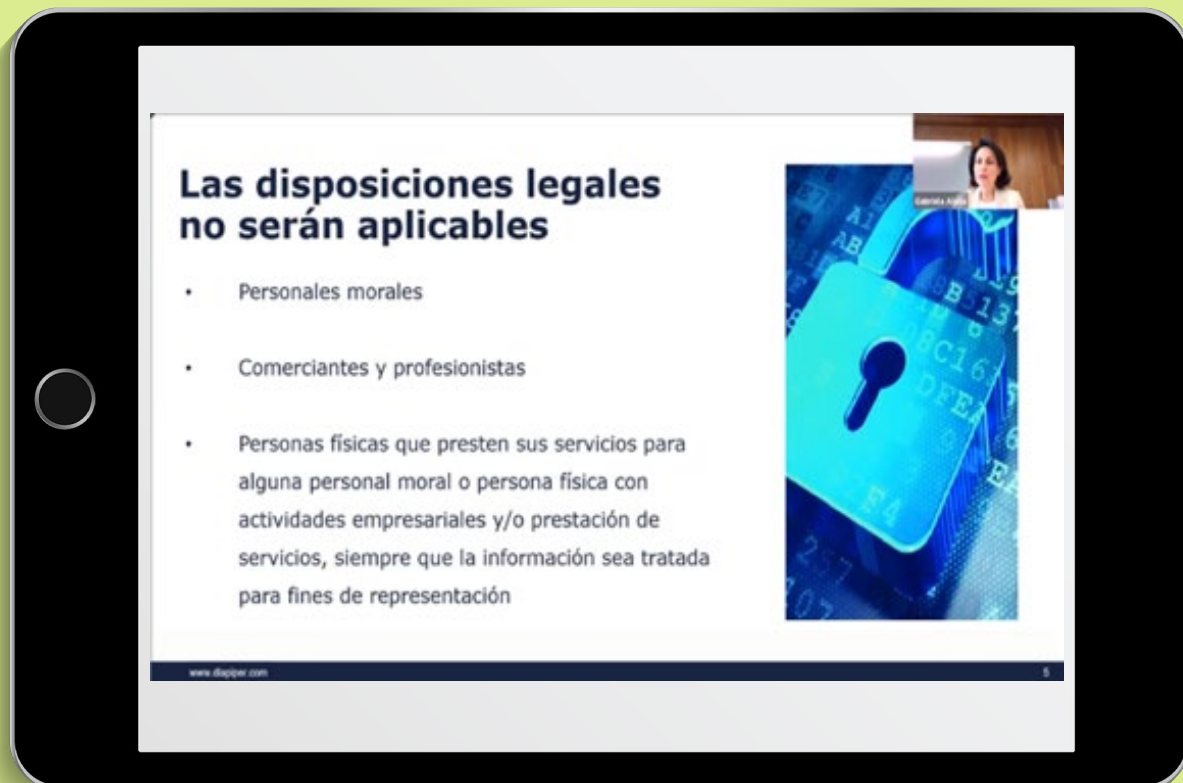 Las disposiciones legales
no serán aplicables
• Personales morales
• Comerciantes y profesionistas
• Personas físicas que presten sus servicios para
alguna personal moral o persona física con
actividades empresariales y/o prestación de
servicios, siempre que la información sea tratada
para fines de representación
Gabriela
www.dlapiper.com
5